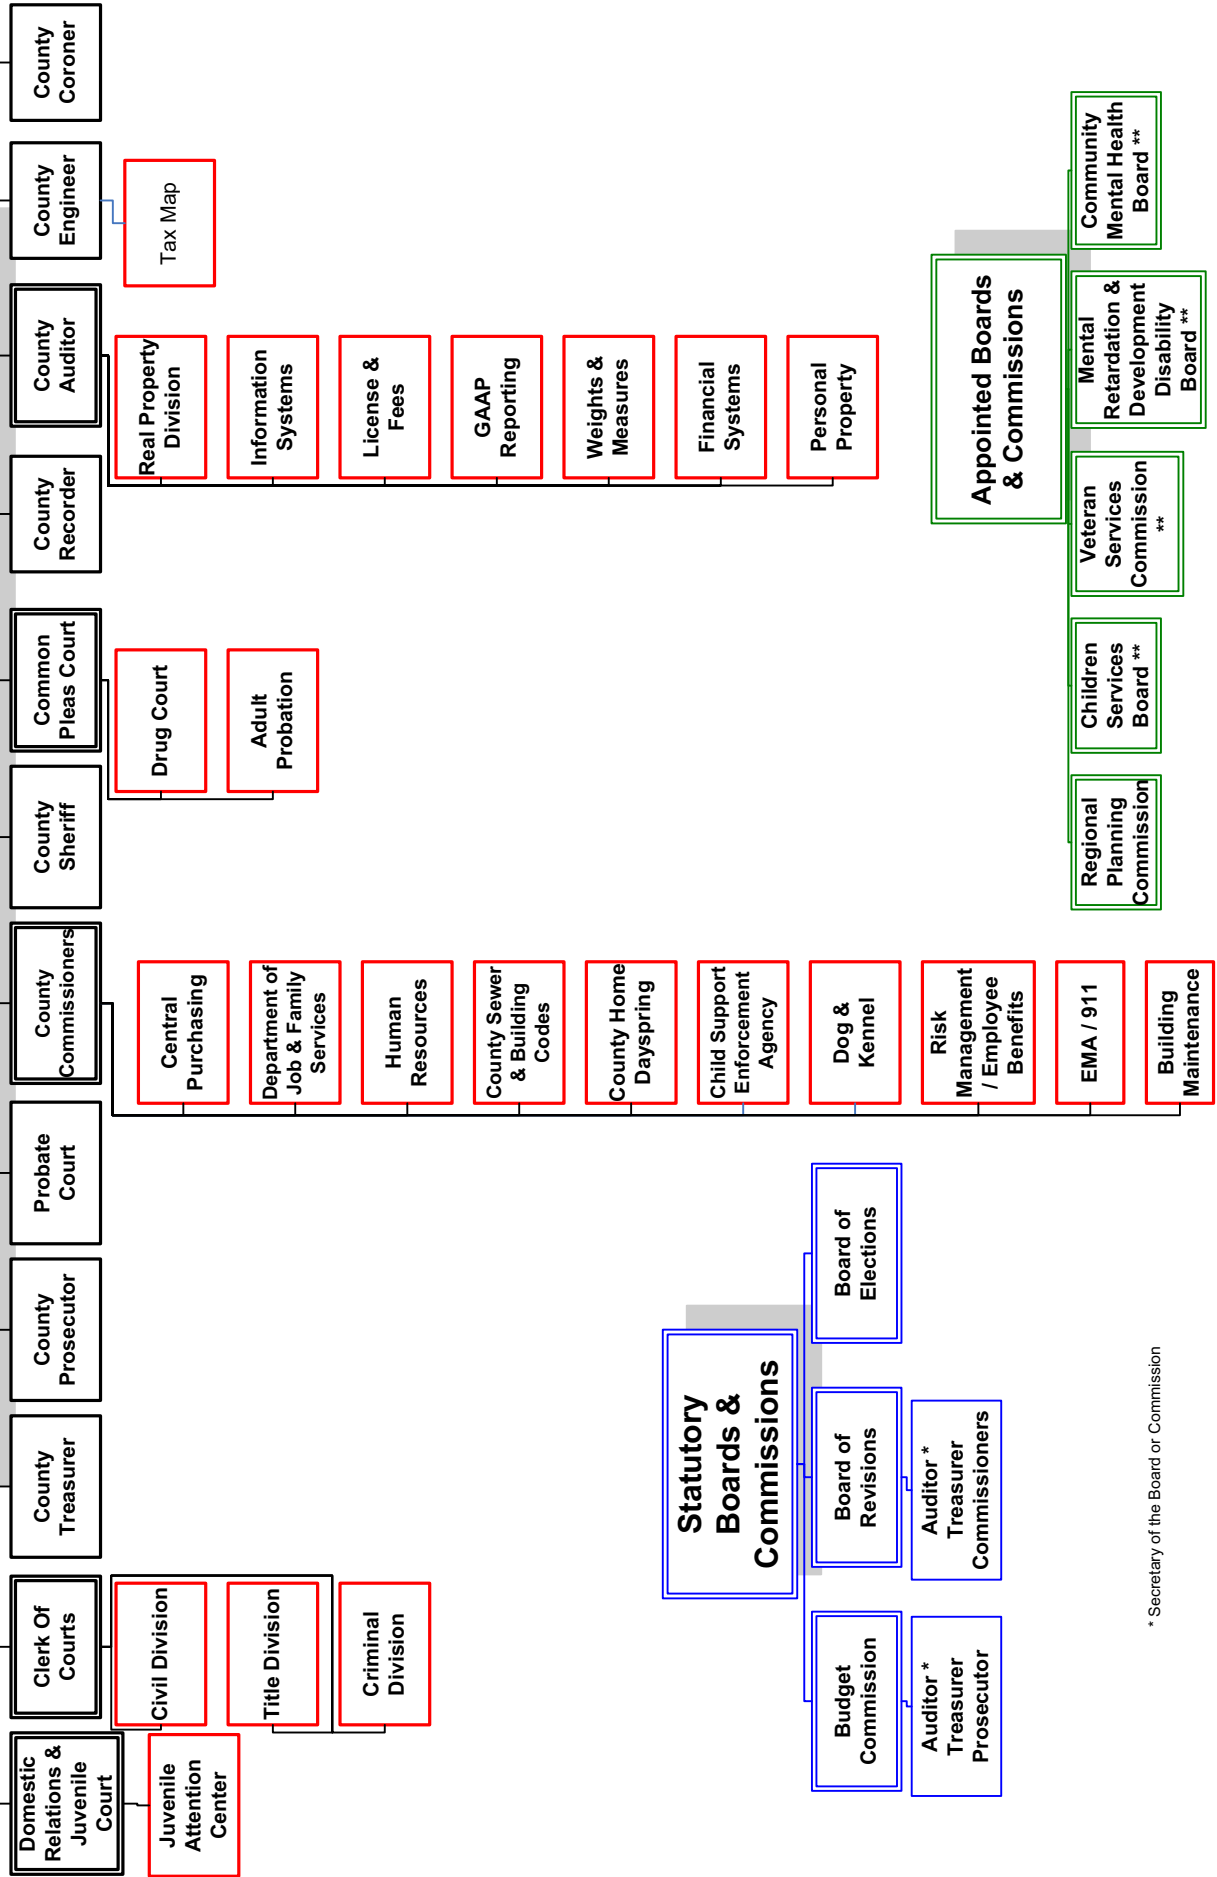 Domestic
Relations &
Juvenile
Court
Juvenile
Attention
Center
Clerk Of
Courts
Civil Division
Title Division
Criminal
Division
County
Treasurer
County
Prosecutor
Probate
Court
County
Commissioners
Central
Purchasing
Department of
Job & Family
Services
Human
Resources
County Sewer
& Building
Codes
County Home
Dayspring
Child Support
Enforcement
Agency
Dog &
Kennel
Risk
Management
/ Employee
Benefits
EMA / 911
Building
Maintenance
County
Sheriff
Common
Pleas Court
Drug Court
Adult
Probation
County
Recorder
County
Auditor
Real Property
Division
Information
Systems
License &
Fees
GAAP
Reporting
Weights &
Measures
Financial
Systems
Personal
Property
County
Engineer
Tax Map
County
Coroner
Statutory
Boards &
Commissions
Budget
Commission
Auditor *
Treasurer
Prosecutor
Board of
Revisions
Auditor *
Treasurer
Commissioners
Board of
Elections
Appointed Boards
& Commissions
Regional
Planning
Commission
Children
Services
Board **
Veteran
Services
Commission
**
Mental
Retardation &
Development
Disability
Board **
Community
Mental Health
Board **
* Secretary of the Board or Commission